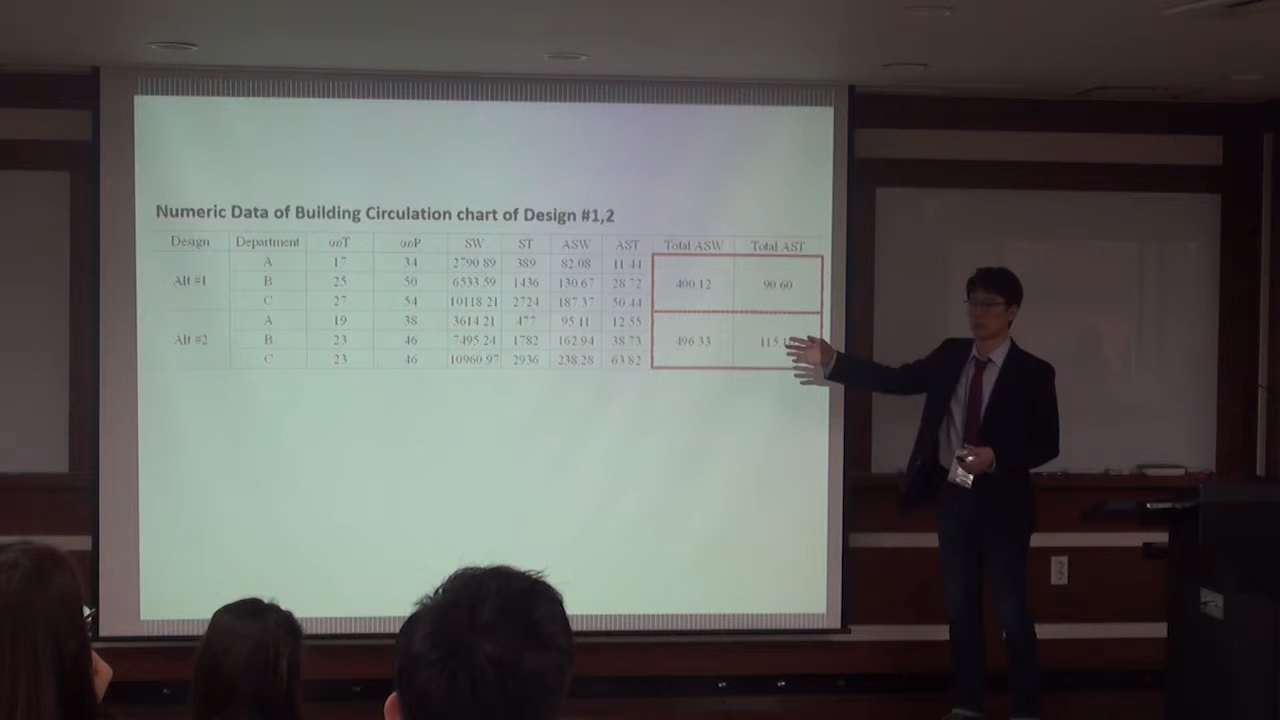 Numeric Data of Building Circulation chart of Design #1,2
Design Department noT noP SW ST ASW AST Total ASW Total AST
A 17 34 2790.89 389 82.08 11.44
Alt #1 B 25 50 6533.59 1436 130.67 28.72 400.12 90.60
C 27 54 10118.21 2724 187.37 50.44
A 19 38 3614.21 477 95.11 12.55
Alt #2 B 23 46 7495.24 1782 162.94 38.73 496.33
C 23 46 10960.97 2936 238.28 63.82